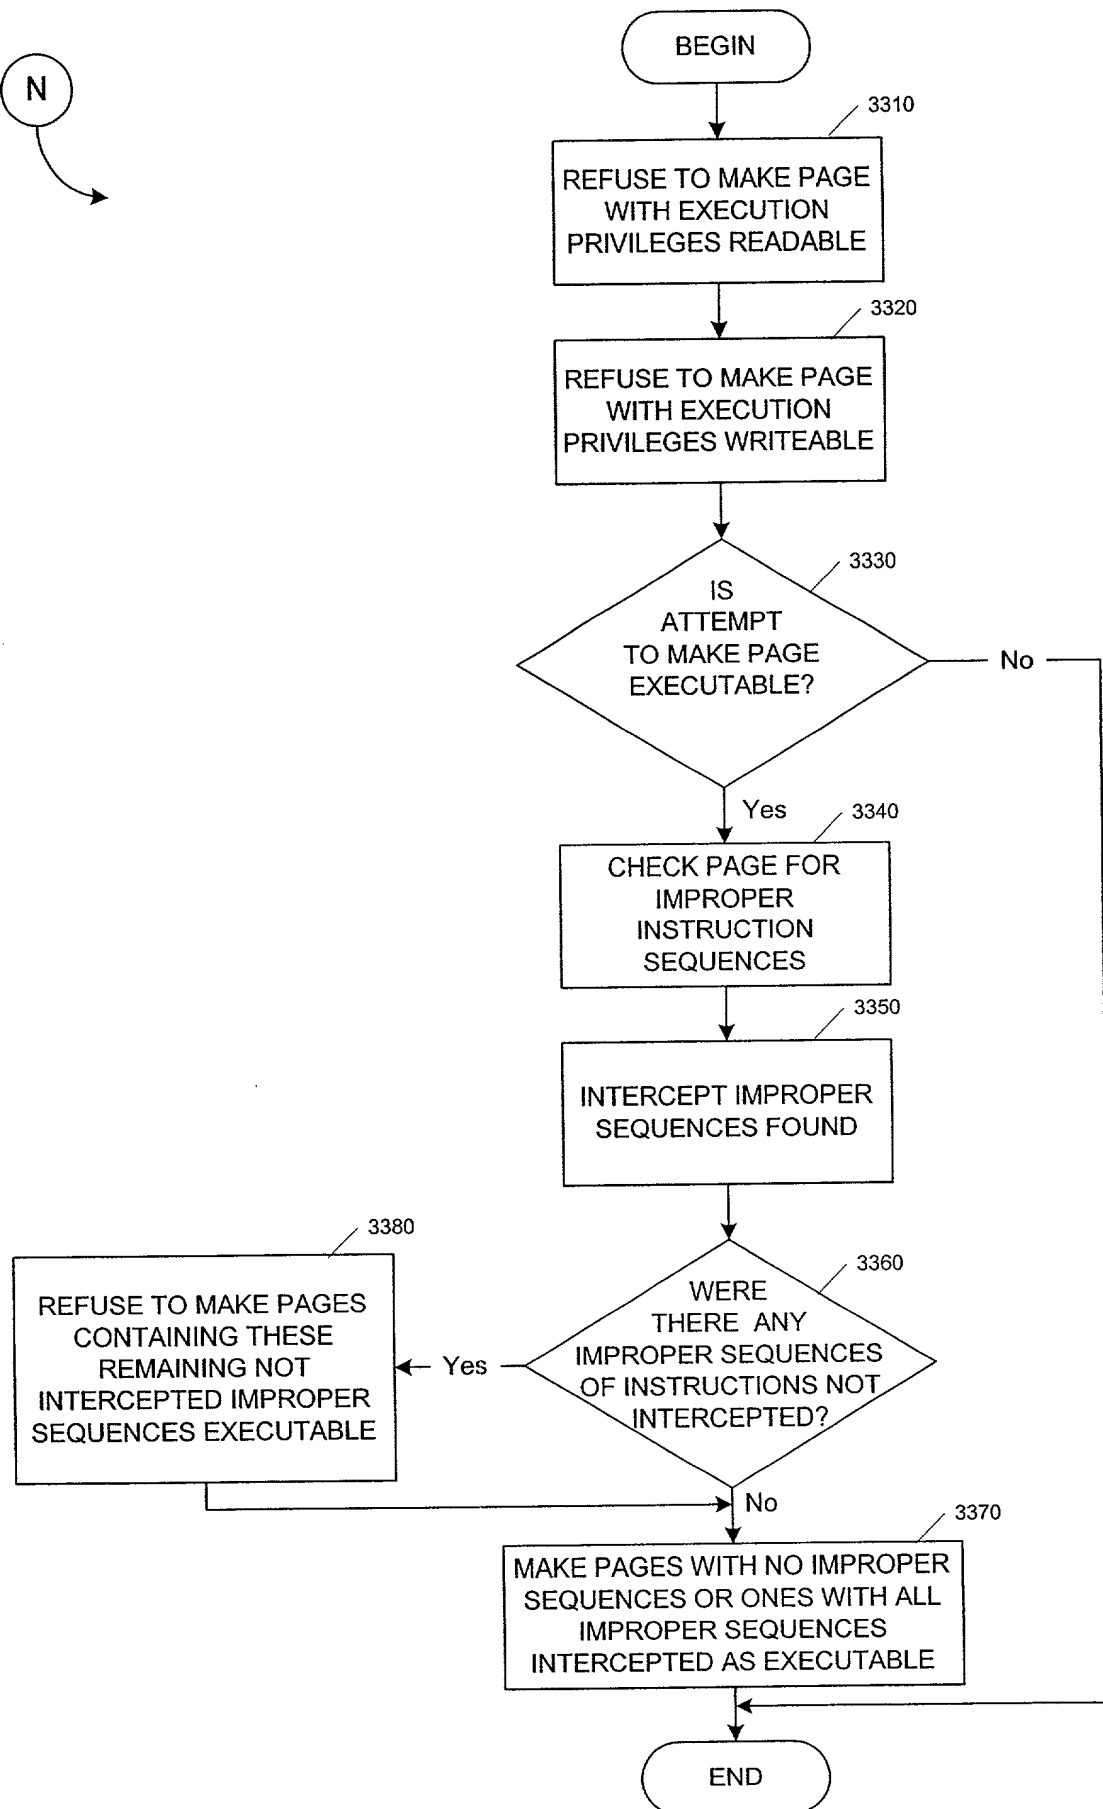 BEGIN
N
3310
REFUSE TO MAKE PAGE
WITH EXECUTION
PRIVILEGES READABLE
3320
REFUSE TO MAKE PAGE
WITH EXECUTION
PRIVILEGES WRITEABLE
3330
IS
ATTEMPT
TO MAKE PAGE
EXECUTABLE?
No
Yes
3340
CHECK PAGE FOR
IMPROPER
INSTRUCTION
SEQUENCES
3350
INTERCEPT IMPROPER
SEQUENCES FOUND
3360
WERE
THERE ANY
IMPROPER SEQUENCES
OF INSTRUCTIONS NOT
INTERCEPTED?
Yes
3380
REFUSE TO MAKE PAGES
CONTAINING THESE
REMAINING NOT
INTERCEPTED IMPROPER
SEQUENCES EXECUTABLE
No
3370
MAKE PAGES WITH NO IMPROPER
SEQUENCES OR ONES WITH ALL
IMPROPER SEQUENCES
INTERCEPTED AS EXECUTABLE
END